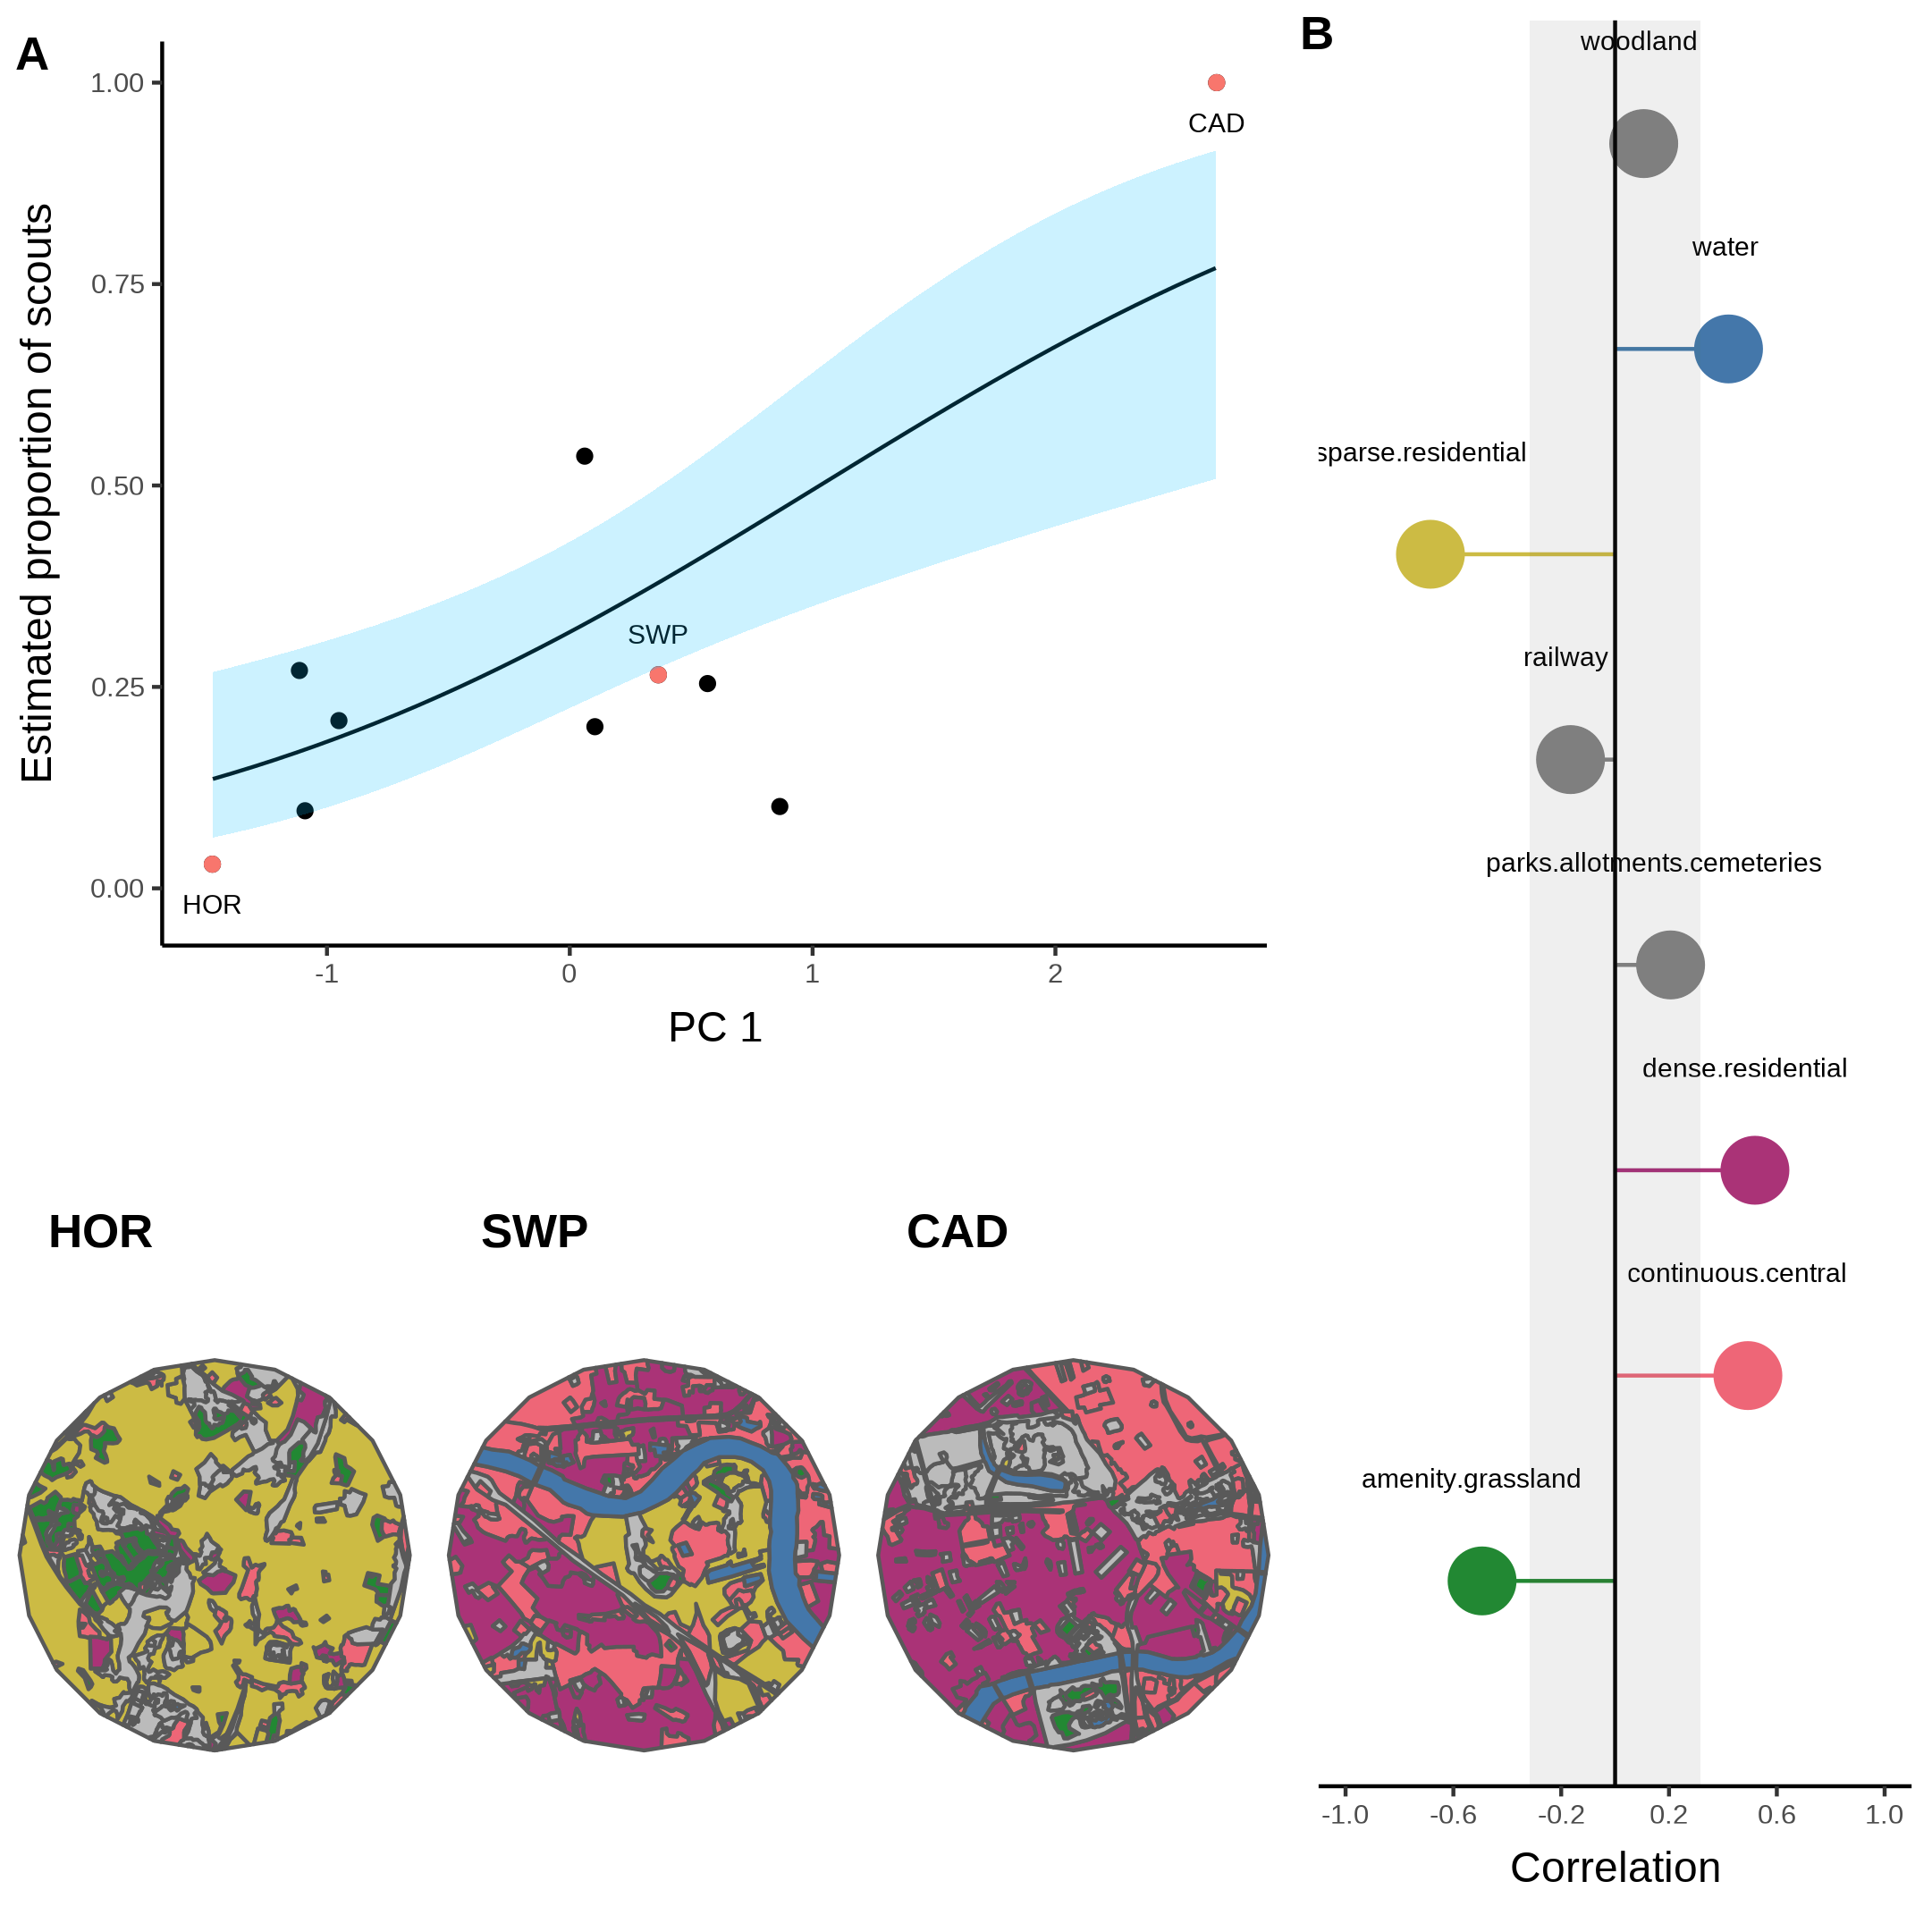 A
1.00
0.75
0.50
0.25
0.00
Estimated proportion of scouts
CAD
SWP
HOR
-1
0
1
2
PC 1
HOR
SWP
CAD
B
woodland
water
sparse.residential
railway
parks.allotments.cemeteries
dense.residential
continuous.central
amenity.grassland
-1.0
-0.6
-0.2
0.2
0.6
1.0
Correlation